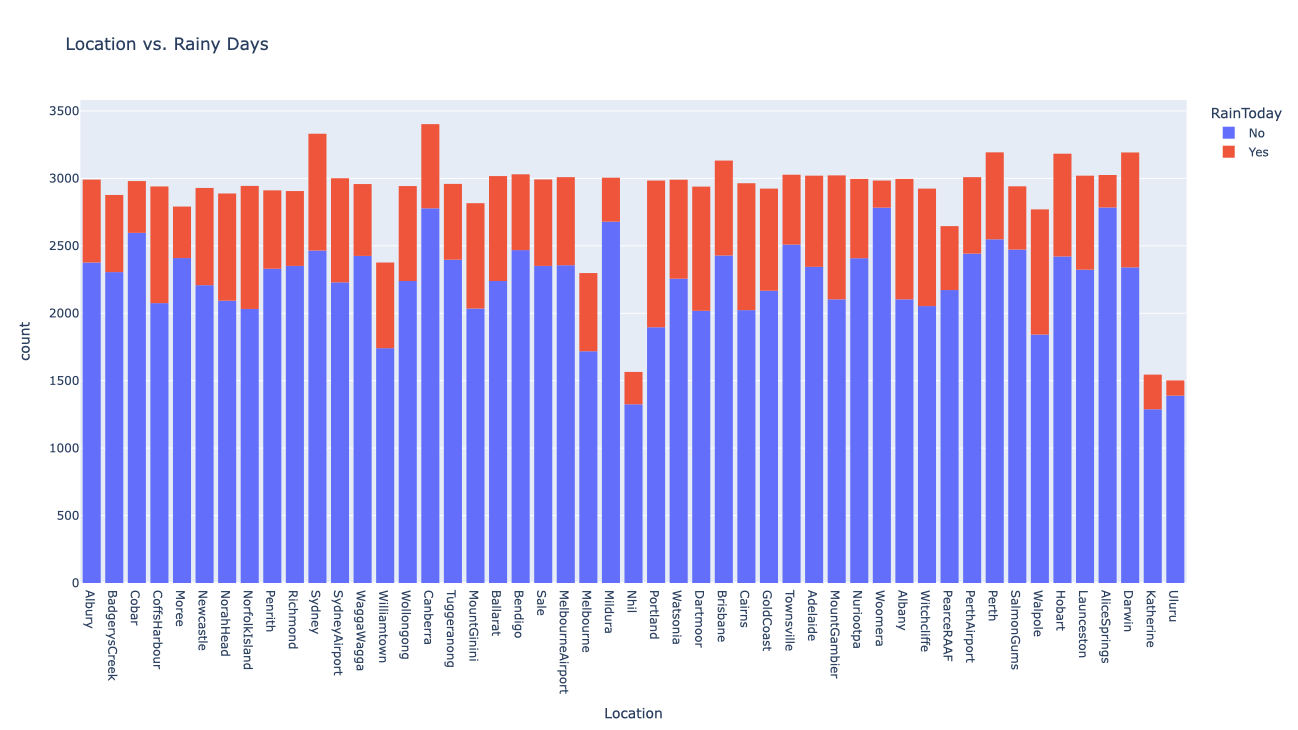 Location vs. Rainy Days
RainToday
No
Yes
3500
3000
2500
2000
1500
1000
500
0
count
Albury
BadgerysCreek
Cobar
CoffsHarbour
Moree
Newcastle
NorahHead
NorfolkIsland
Penrith
Richmond
Sydney
SydneyAirport
WaggaWagga
Williamtown
Wollongong
Canberra
Tuggeranong
MountGinini
Ballarat
Bendigo
Sale
MelbourneAirport
Melbourne
Mildura
Nhil
Portland
Watsonia
Dartmoor
Brisbane
Cairns
GoldCoast
Townsville
Adelaide
MountGambier
Nuriootpa
Woomera
Albany
Witchcliffe
PearceRAAF
PerthAirport
Perth
SalmonGums
Walpole
Hobart
Launceston
AliceSprings
Darwin
Katherine
Uluru
Location